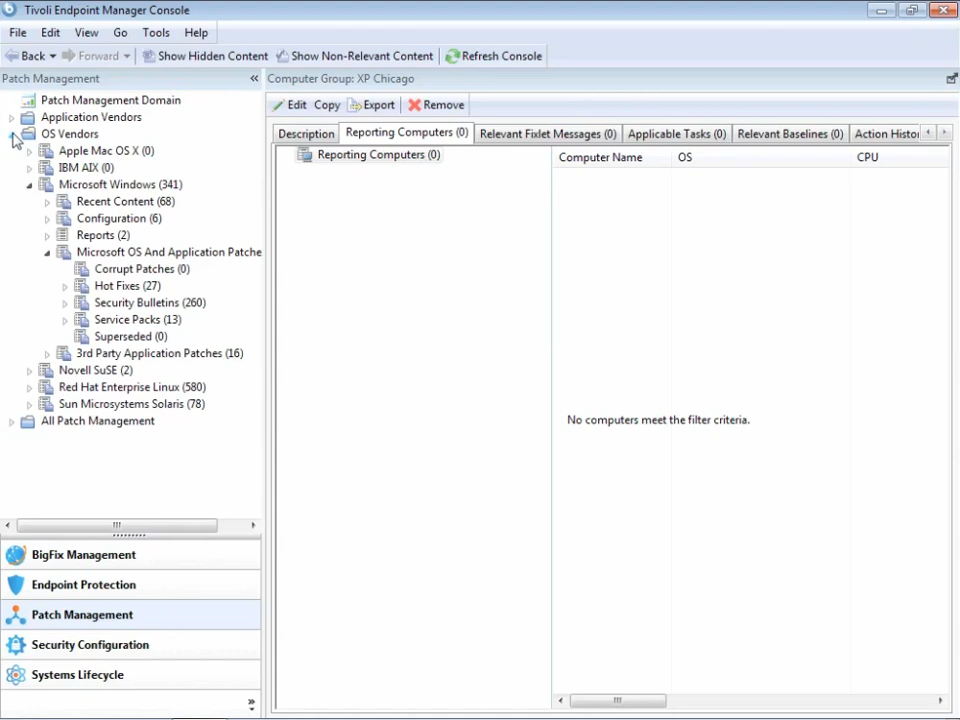 Tivoli Endpoint Manager Console
File Edit View Go Tools Help
Back Forward Show Hidden Content Show Non-Relevant Content Refresh Console
Patch Management
Patch Management Domain
Application Vendors
OS Vendors
Apple Mac OS X (0)
IBM AIX (0)
Microsoft Windows (341)
Recent Content (68)
Configuration (6)
Reports (2)
Microsoft OS And Application Patche
Corrupt Patches (0)
Hot Fixes (27)
Security Bulletins (260)
Service Packs (13)
Superseded (0)
3rd Party Application Patches (16)
Novell SuSE (2)
Red Hat Enterprise Linux (580)
Sun Microsystems Solaris (78)
All Patch Management
BigFix Management
Endpoint Protection
Patch Management
Security Configuration
Systems Lifecycle
Computer Group: XP Chicago
Edit Copy Export Remove
Description Reporting Computers (0) Relevant Fixlet Messages (0) Applicable Tasks (0) Relevant Baselines (0) Action Histor
Reporting Computers (0)
Computer Name OS CPU
No computers meet the filter criteria.